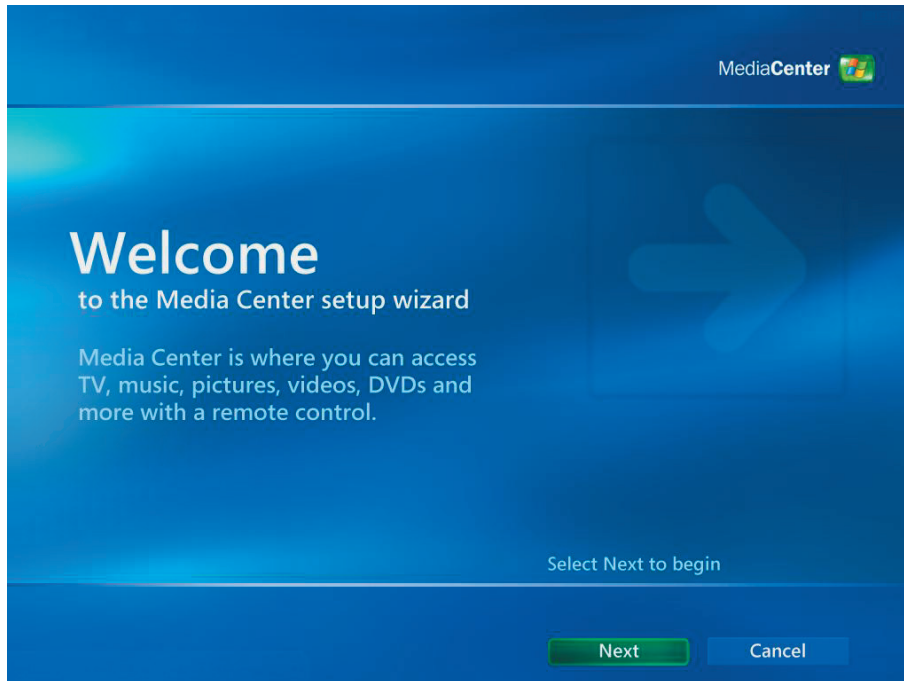 MediaCenter
Welcome
to the Media Center setup wizard
Media Center is where you can access
TV, music, pictures, videos, DVDs and
more with a remote control.
Select Next to begin
Next Cancel